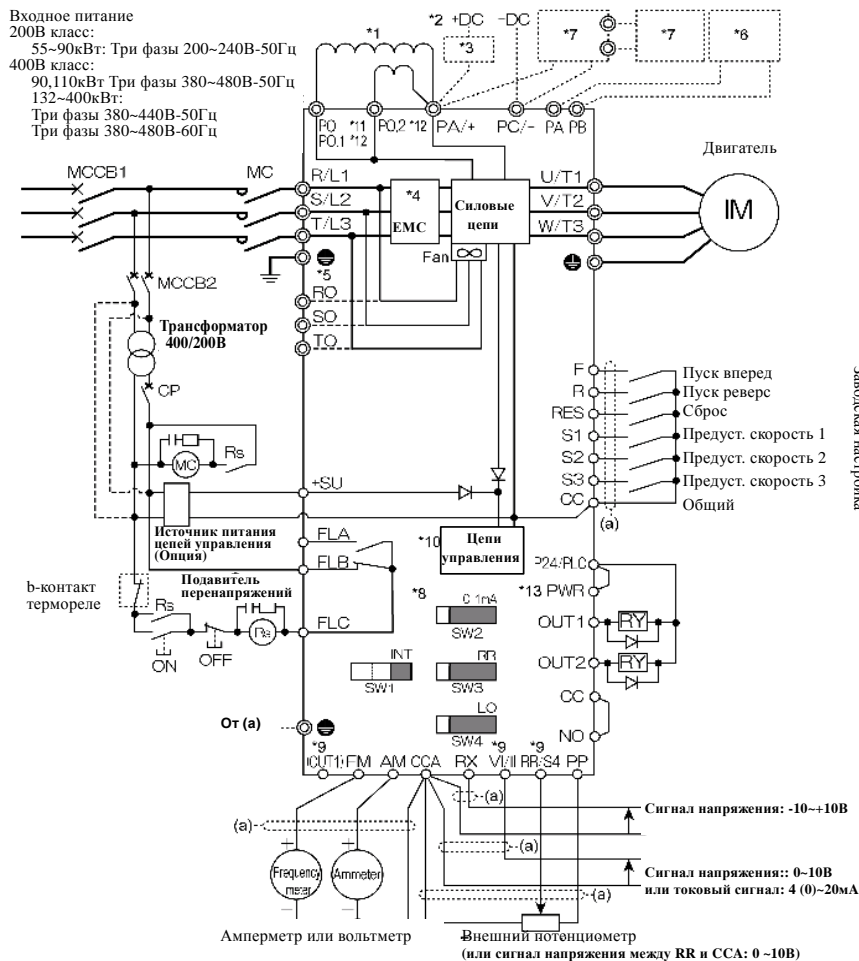 Входное питание
200В класс:
55~90кВт: Три фазы 200~240В-50Гц
400В класс:
90,110кВт Три фазы 380~480В-50Гц
132~400кВт:
Три фазы 380~440В-50Гц
Три фазы 380~480В-60Гц
*1
*2 +DC
-DC
*3
*7
*7
*6
PO *11
PO.1 *12
PO.2 *12
PA/+
PC/-
PA
PB
Двигатель
MCCB1
MC
R/L1
S/L2
T/L3
*4
EMC
Силовые
цепи
U/T1
V/T2
W/T3
IM
Fan
*5
RO
SO
TO
MCCB2
Трансформатор
400/200В
CP
MC
Rs
F
R
RES
S1
S2
S3
CC
Пуск вперед
Пуск реверс
Сброс
Предуст. скорость 1
Предуст. скорость 2
Предуст. скорость 3
Общий
(a)
Заводская настройка
+SU
Источник питания
цепей управления
(Опция)
FLA
FLB
FLC
*10
Цепи
управления
P24/PLC
*13 PWR
OUT1
OUT2
CC
NO
RY
RY
b-контакт
термореле
Подавитель
перенапряжений
Rs
Rs
ON
OFF
*8
0.1mA
SW2
INT
SW1
RR
SW3
LO
SW4
От (a)
*9
*9
*9
(OUT1)
FM
AM
CCA
RX
VI/II
RR/S4
PP
(a)
(a)
(a)
(a)
Сигнал напряжения: -10~+10В
Сигнал напряжения:: 0~10В
или токовый сигнал: 4 (0)~20мА
+
+
Frequency
meter
Ammeter
−
−
Амперметр или вольтметр
Внешний потенциометр
(или сигнал напряжения между RR и CCA: 0 ~10В)